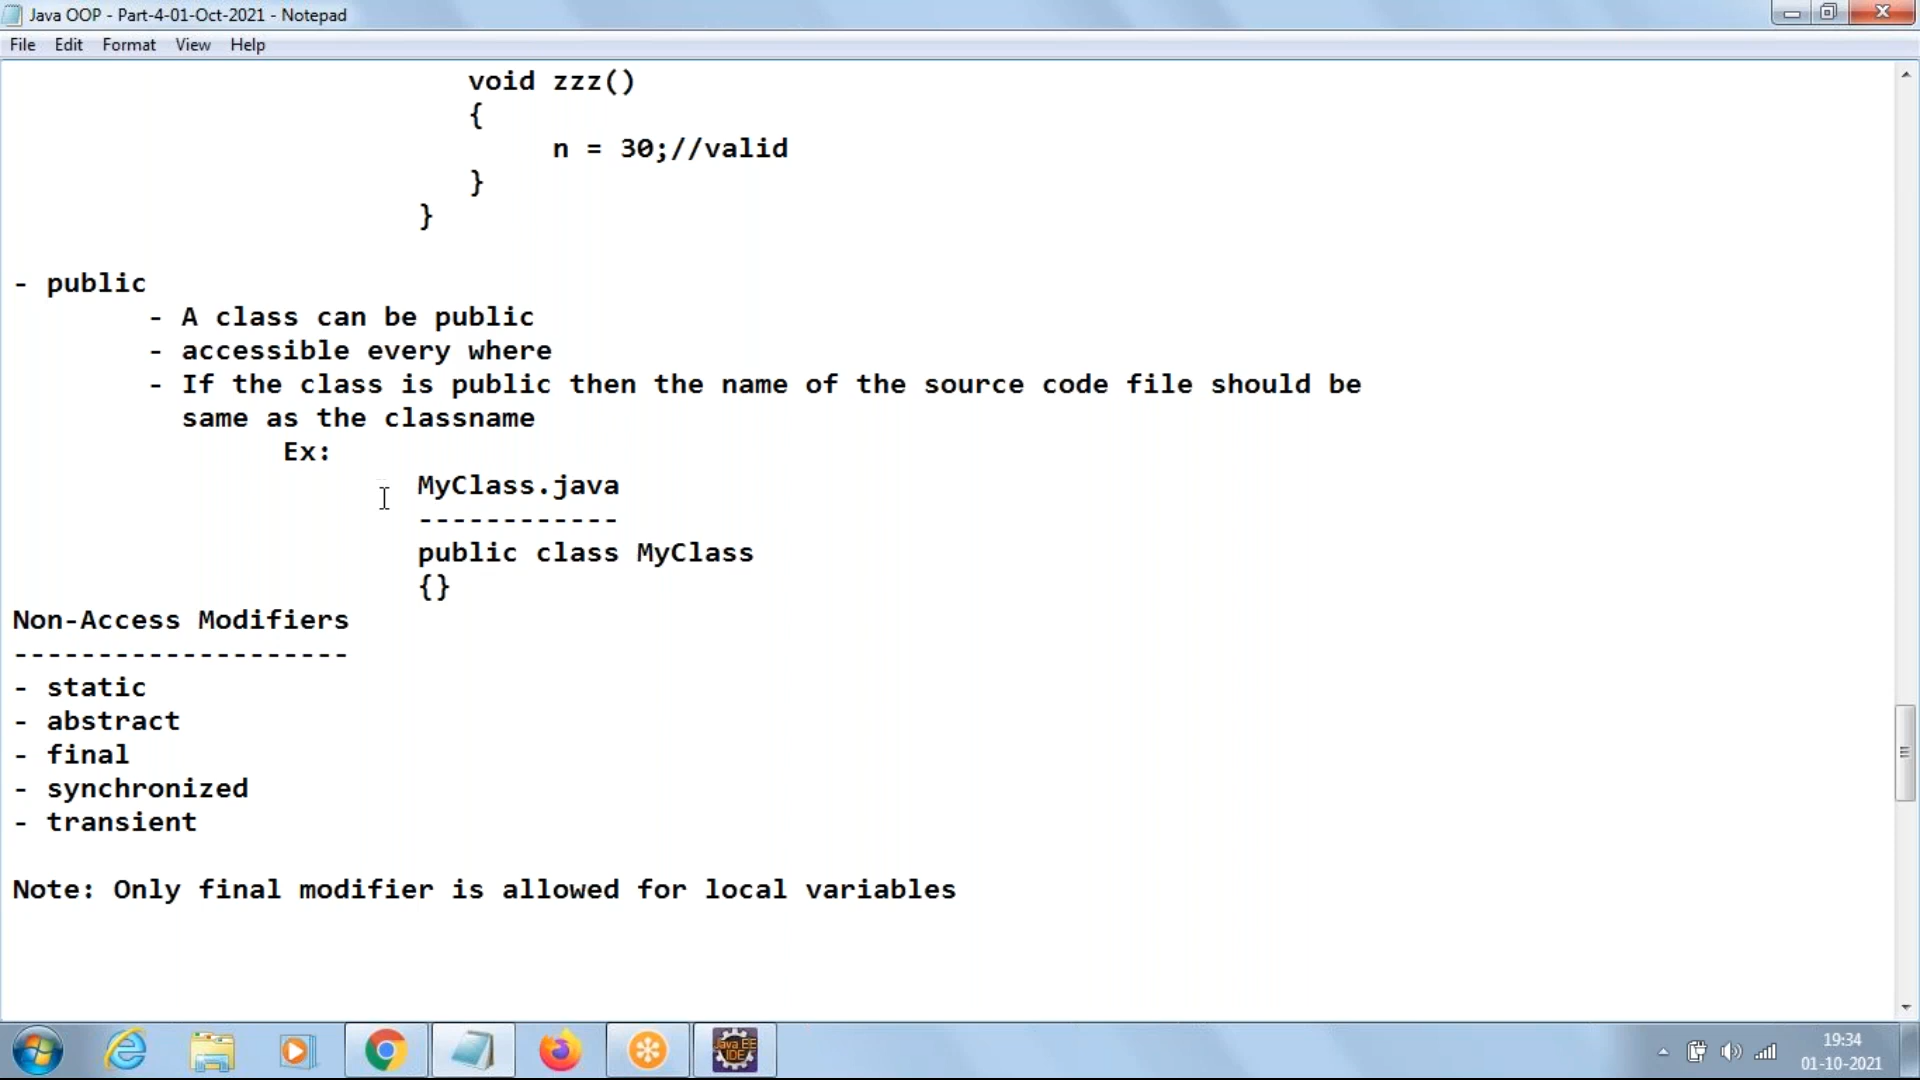 Java OOP - Part-4-01-Oct-2021 - Notepad
File Edit Format View Help
void zzz()
{
n = 30;//valid
}
}
- public
- A class can be public
- accessible every where
- If the class is public then the name of the source code file should be
same as the classname
Ex:
MyClass.java
------------
public class MyClass
{}
Non-Access Modifiers
--------------------
- static
- abstract
- final
- synchronized
- transient
Note: Only final modifier is allowed for local variables
Java EE
IDE
19:34
01-10-2021